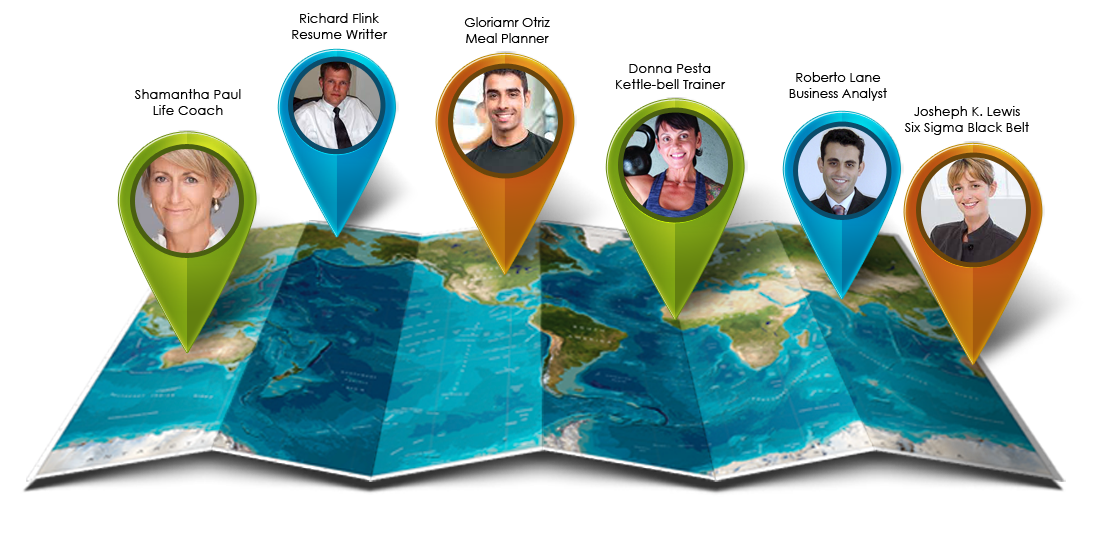 Richard Flink
Resume Writter
Gloriamr Otriz
Meal Planner
Donna Pesta
Kettle-bell Trainer
Roberto Lane
Business Analyst
Shamantha Paul
Life Coach
Josheph K. Lewis
Six Sigma Black Belt